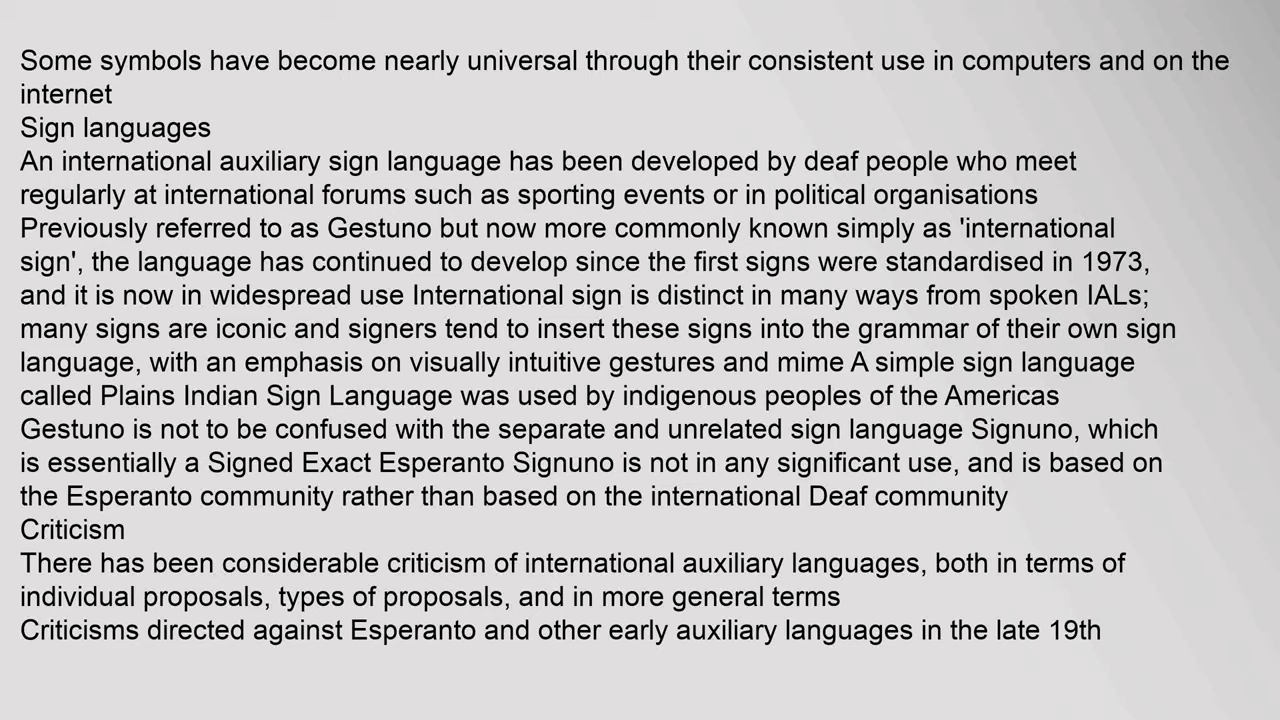 Some symbols have become nearly universal through their consistent use in computers and on the
internet
Sign languages
An international auxiliary sign language has been developed by deaf people who meet
regularly at international forums such as sporting events or in political organisations
Previously referred to as Gestuno but now more commonly known simply as 'international
sign', the language has continued to develop since the first signs were standardised in 1973,
and it is now in widespread use International sign is distinct in many ways from spoken IALs;
many signs are iconic and signers tend to insert these signs into the grammar of their own sign
language, with an emphasis on visually intuitive gestures and mime A simple sign language
called Plains Indian Sign Language was used by indigenous peoples of the Americas
Gestuno is not to be confused with the separate and unrelated sign language Signuno, which
is essentially a Signed Exact Esperanto Signuno is not in any significant use, and is based on
the Esperanto community rather than based on the international Deaf community
Criticism
There has been considerable criticism of international auxiliary languages, both in terms of
individual proposals, types of proposals, and in more general terms
Criticisms directed against Esperanto and other early auxiliary languages in the late 19th